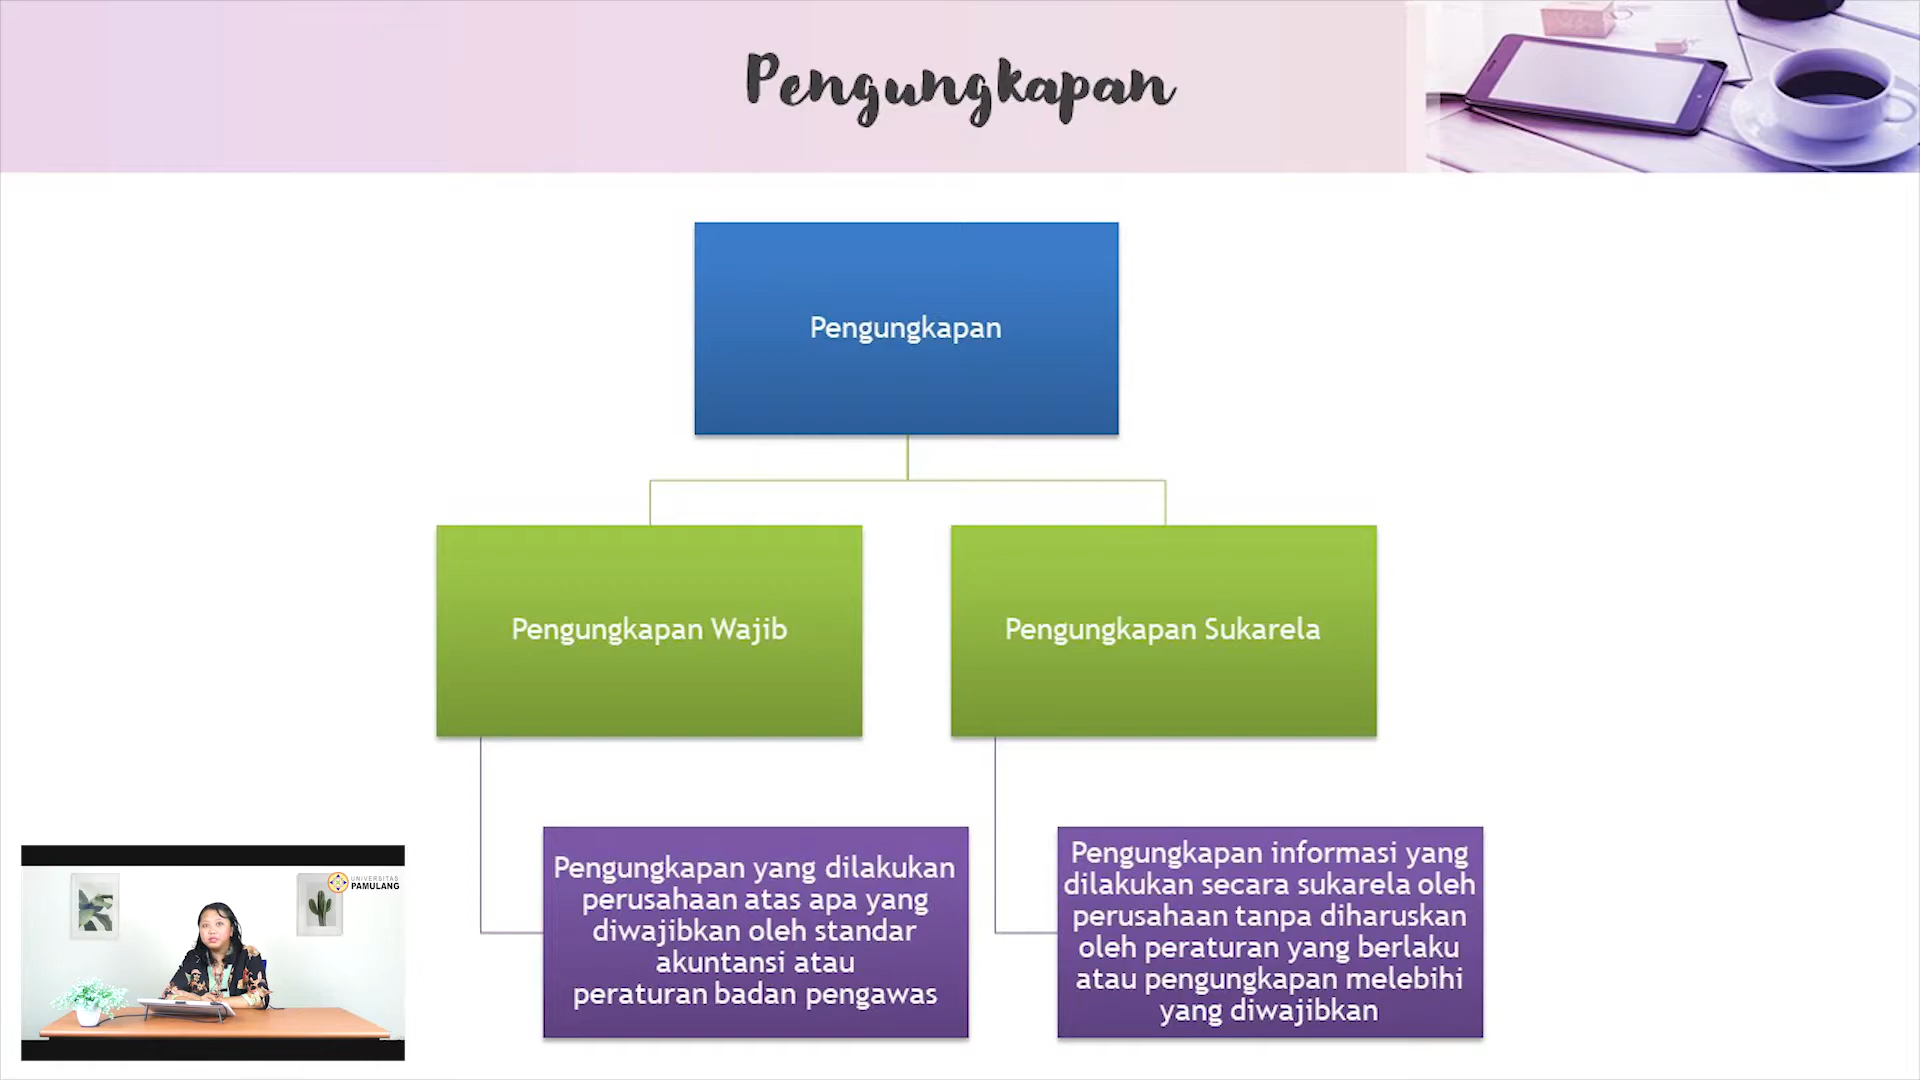 Pengungkapan
Pengungkapan
Pengungkapan Wajib
Pengungkapan Sukarela
Pengungkapan yang dilakukan
perusahaan atas apa yang
diwajibkan oleh standar
akuntansi atau
peraturan badan pengawas
Pengungkapan informasi yang
dilakukan secara sukarela oleh
perusahaan tanpa diharuskan
oleh peraturan yang berlaku
atau pengungkapan melebihi
yang diwajibkan
UNIVERSITAS
PAMULANG